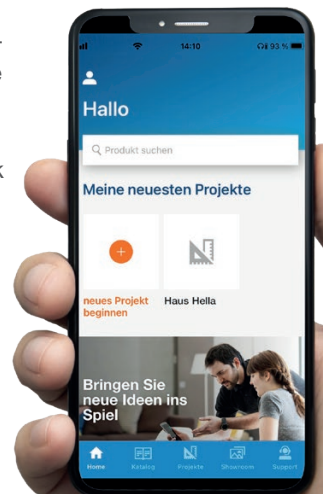 14:10
93 %
Hallo
Produkt suchen
Meine neuesten Projekte
neues Projekt
beginnen
Haus Hella
Bringen Sie
neue Ideen ins
Spiel
Home
Katalog
Projekte
Showroom
Support